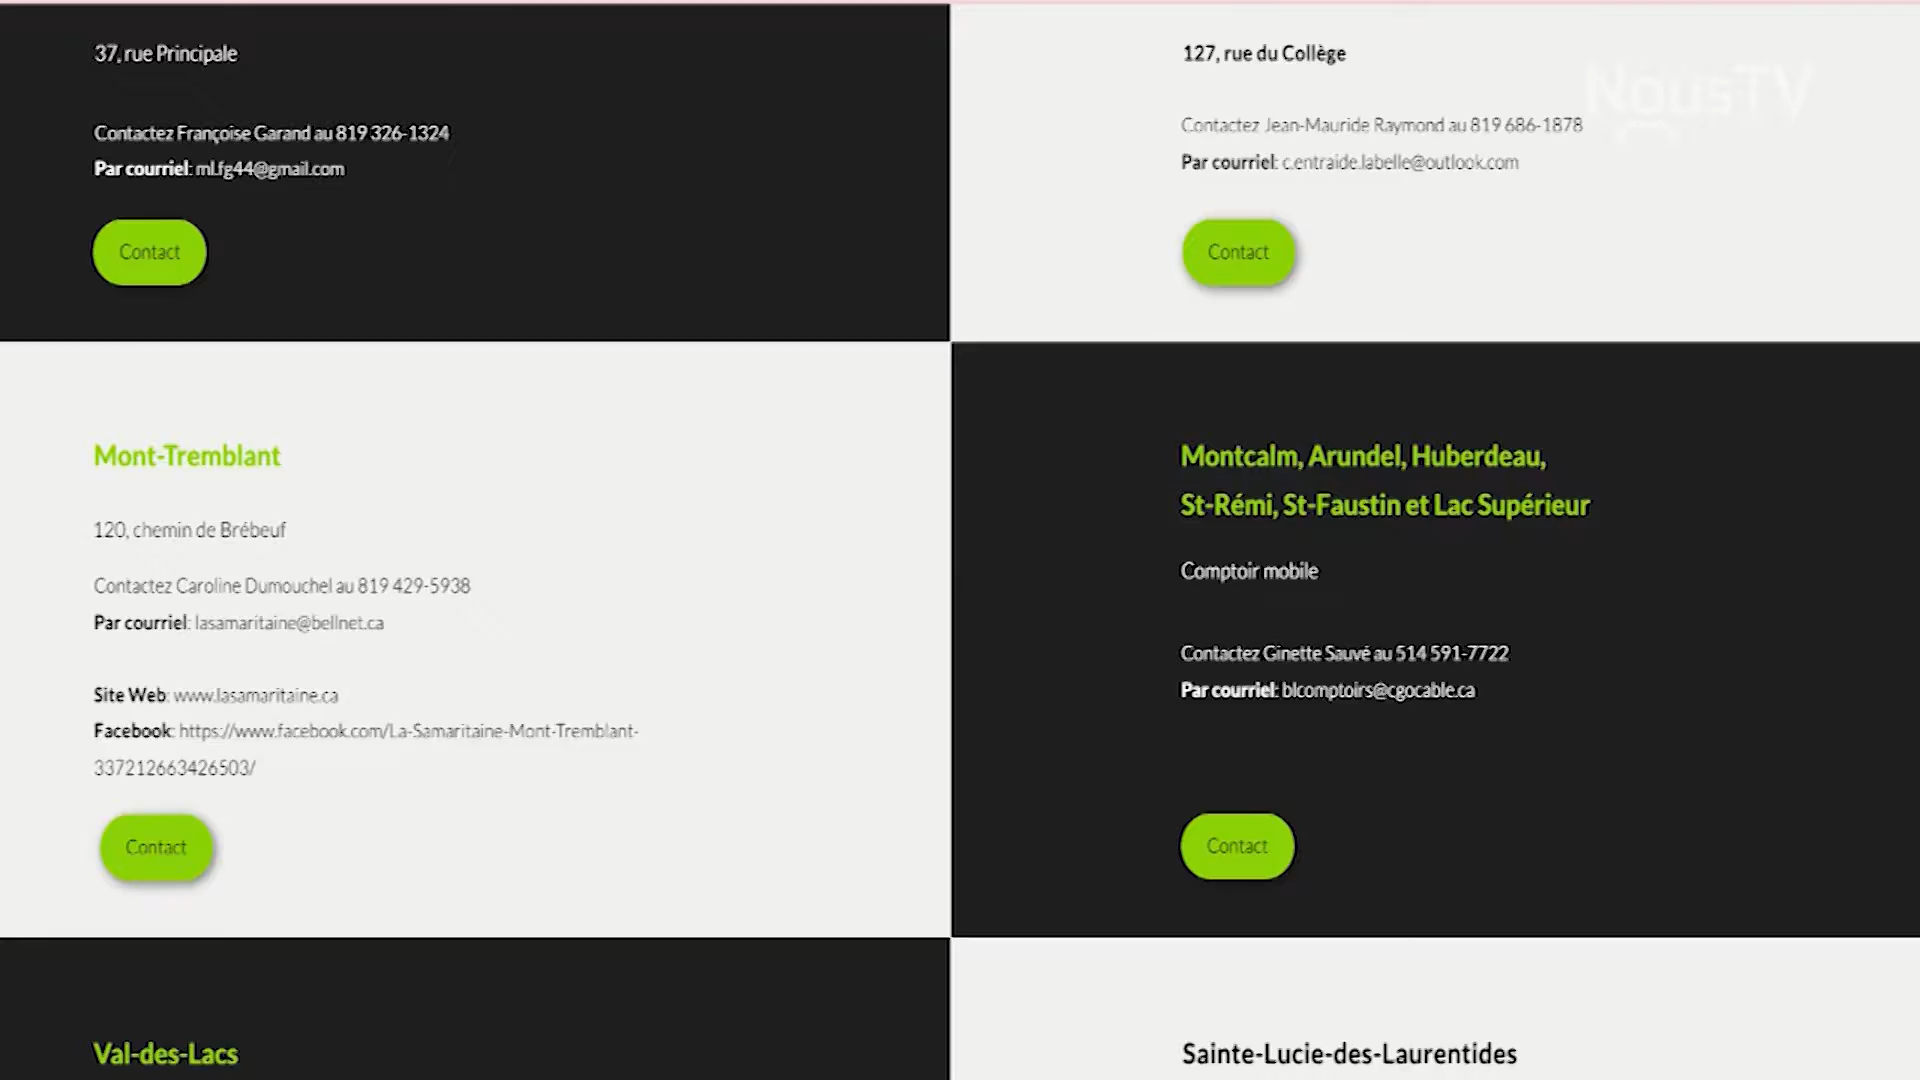 37, rue Principale
Contactez Françoise Garand au 819 326-1324
Par courriel: ml.fg44@gmail.com
Contact
127, rue du Collège
NousTV
Contactez Jean-Mauride Raymond au 819 686-1878
Par courriel: c.entraide.labelle@outlook.com
Contact
Mont-Tremblant
120, chemin de Brébeuf
Contactez Caroline Dumouchel au 819 429-5938
Par courriel: lasamaritaine@bellnet.ca
Site Web: www.lasamaritaine.ca
Facebook: https://www.facebook.com/La-Samaritaine-Mont-Tremblant-
337212663426503/
Contact
Montcalm, Arundel, Huberdeau,
St-Rémi, St-Faustin et Lac Supérieur
Comptoir mobile
Contactez Ginette Sauvé au 514 591-7722
Par courriel: blcomptoirs@cgocable.ca
Contact
Val-des-Lacs
Sainte-Lucie-des-Laurentides